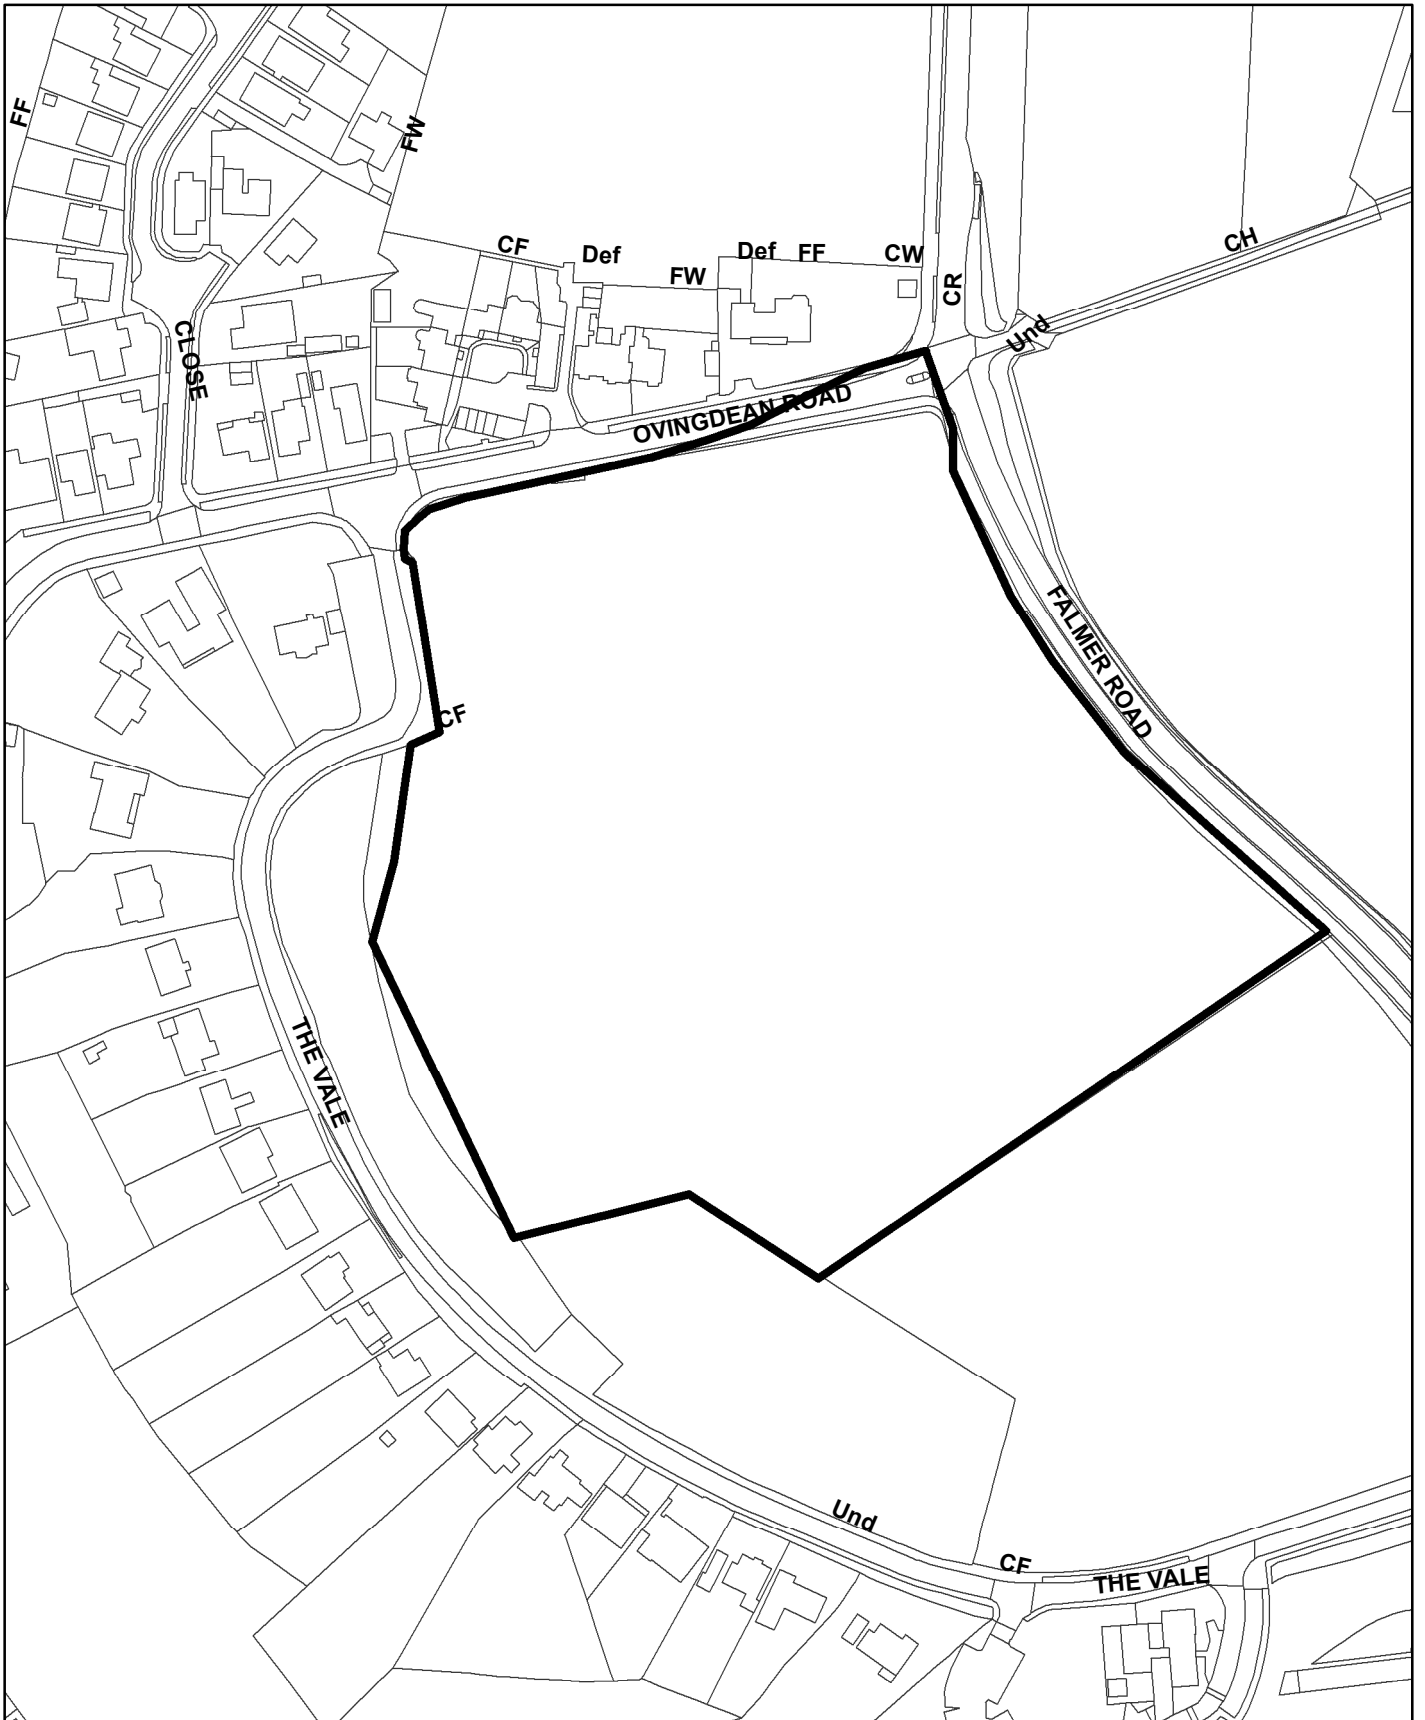 FF
FW
CF
Def
FW
Def
FF
CW
CR
CH
Und
CLOSE
OVINGDEAN ROAD
FALMER ROAD
CF
THE VALE
Und
CF
THE VALE